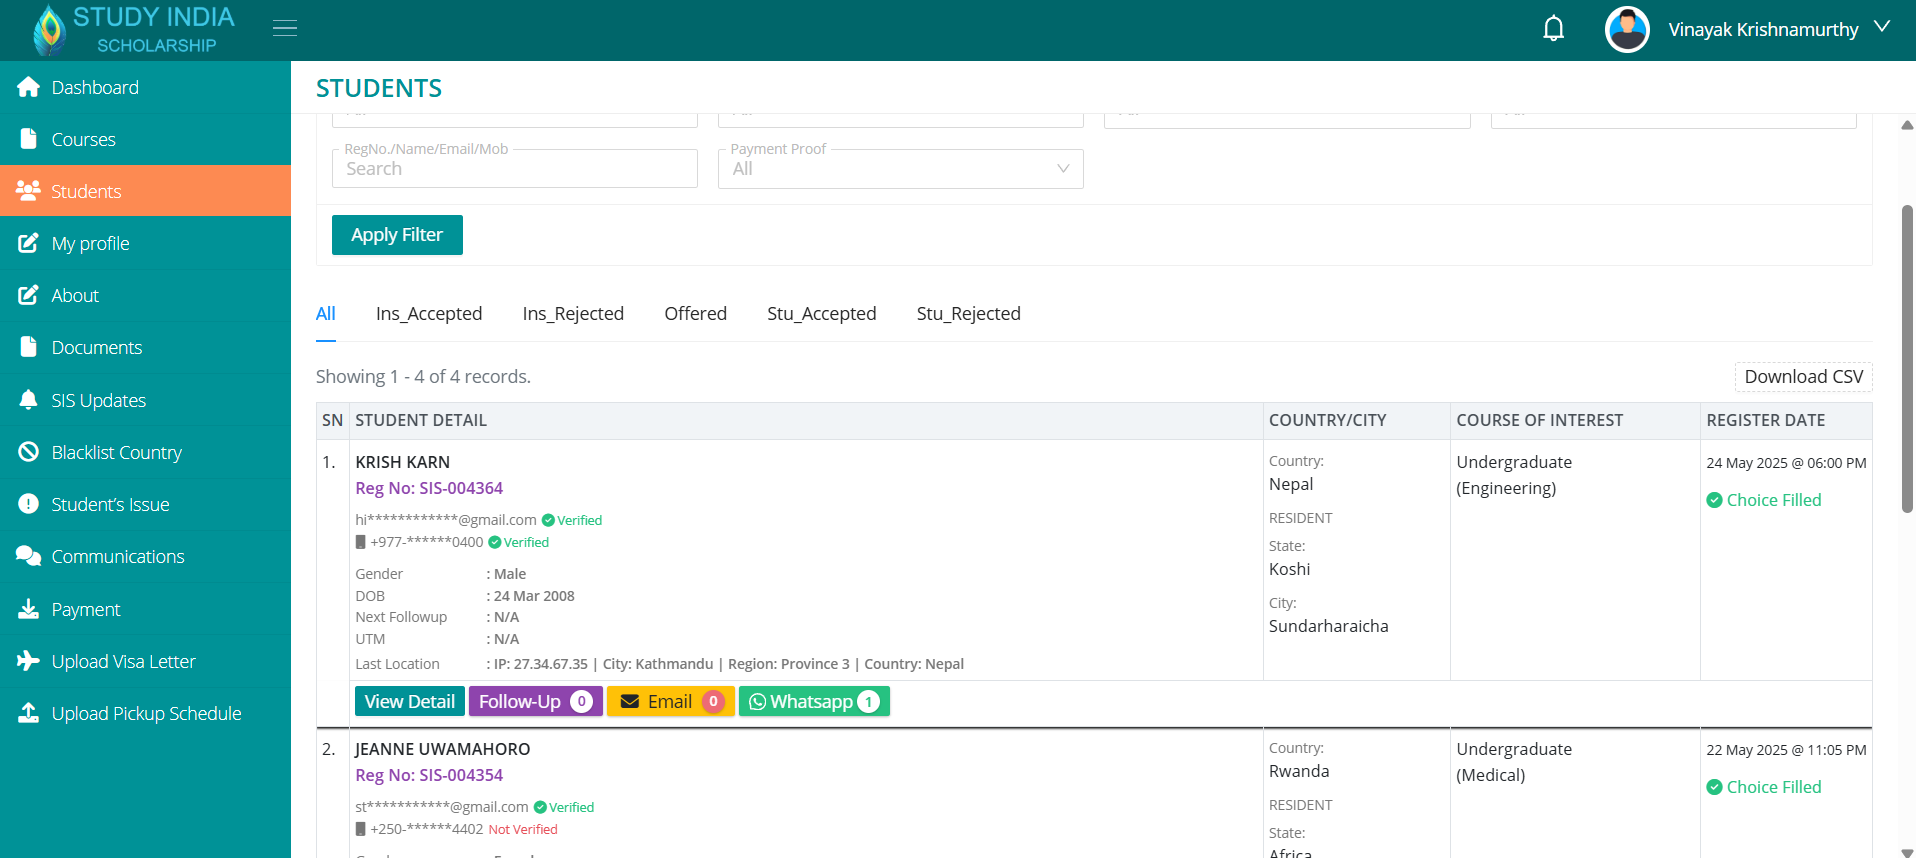 STUDY INDIA
SCHOLARSHIP
Vinayak Krishnamurthy
Dashboard
Courses
Students
My profile
About
Documents
SIS Updates
Blacklist Country
Student's Issue
Communications
Payment
Upload Visa Letter
Upload Pickup Schedule
STUDENTS
RegNo./Name/Email/Mob
Search
Payment Proof
All
Apply Filter
All Ins_Accepted Ins_Rejected Offered Stu_Accepted Stu_Rejected
Showing 1 - 4 of 4 records.
Download CSV
SN STUDENT DETAIL COUNTRY/CITY COURSE OF INTEREST REGISTER DATE
1.
KRISH KARN
Reg No: SIS-004364
hi************@gmail.com Verified
+977-******0400 Verified
Gender : Male
DOB : 24 Mar 2008
Next Followup : N/A
UTM : N/A
Last Location : IP: 27.34.67.35 | City: Kathmandu | Region: Province 3 | Country: Nepal
Country:
Nepal
RESIDENT
State:
Koshi
City:
Sundarharaicha
Undergraduate
(Engineering)
24 May 2025 @ 06:00 PM
Choice Filled
View Detail Follow-Up 0 Email 0 Whatsapp 1
2.
JEANNE UWAMAHORO
Reg No: SIS-004354
st***********@gmail.com Verified
+250-******4402 Not Verified
Country:
Rwanda
RESIDENT
State:
Africa
Undergraduate
(Medical)
22 May 2025 @ 11:05 PM
Choice Filled